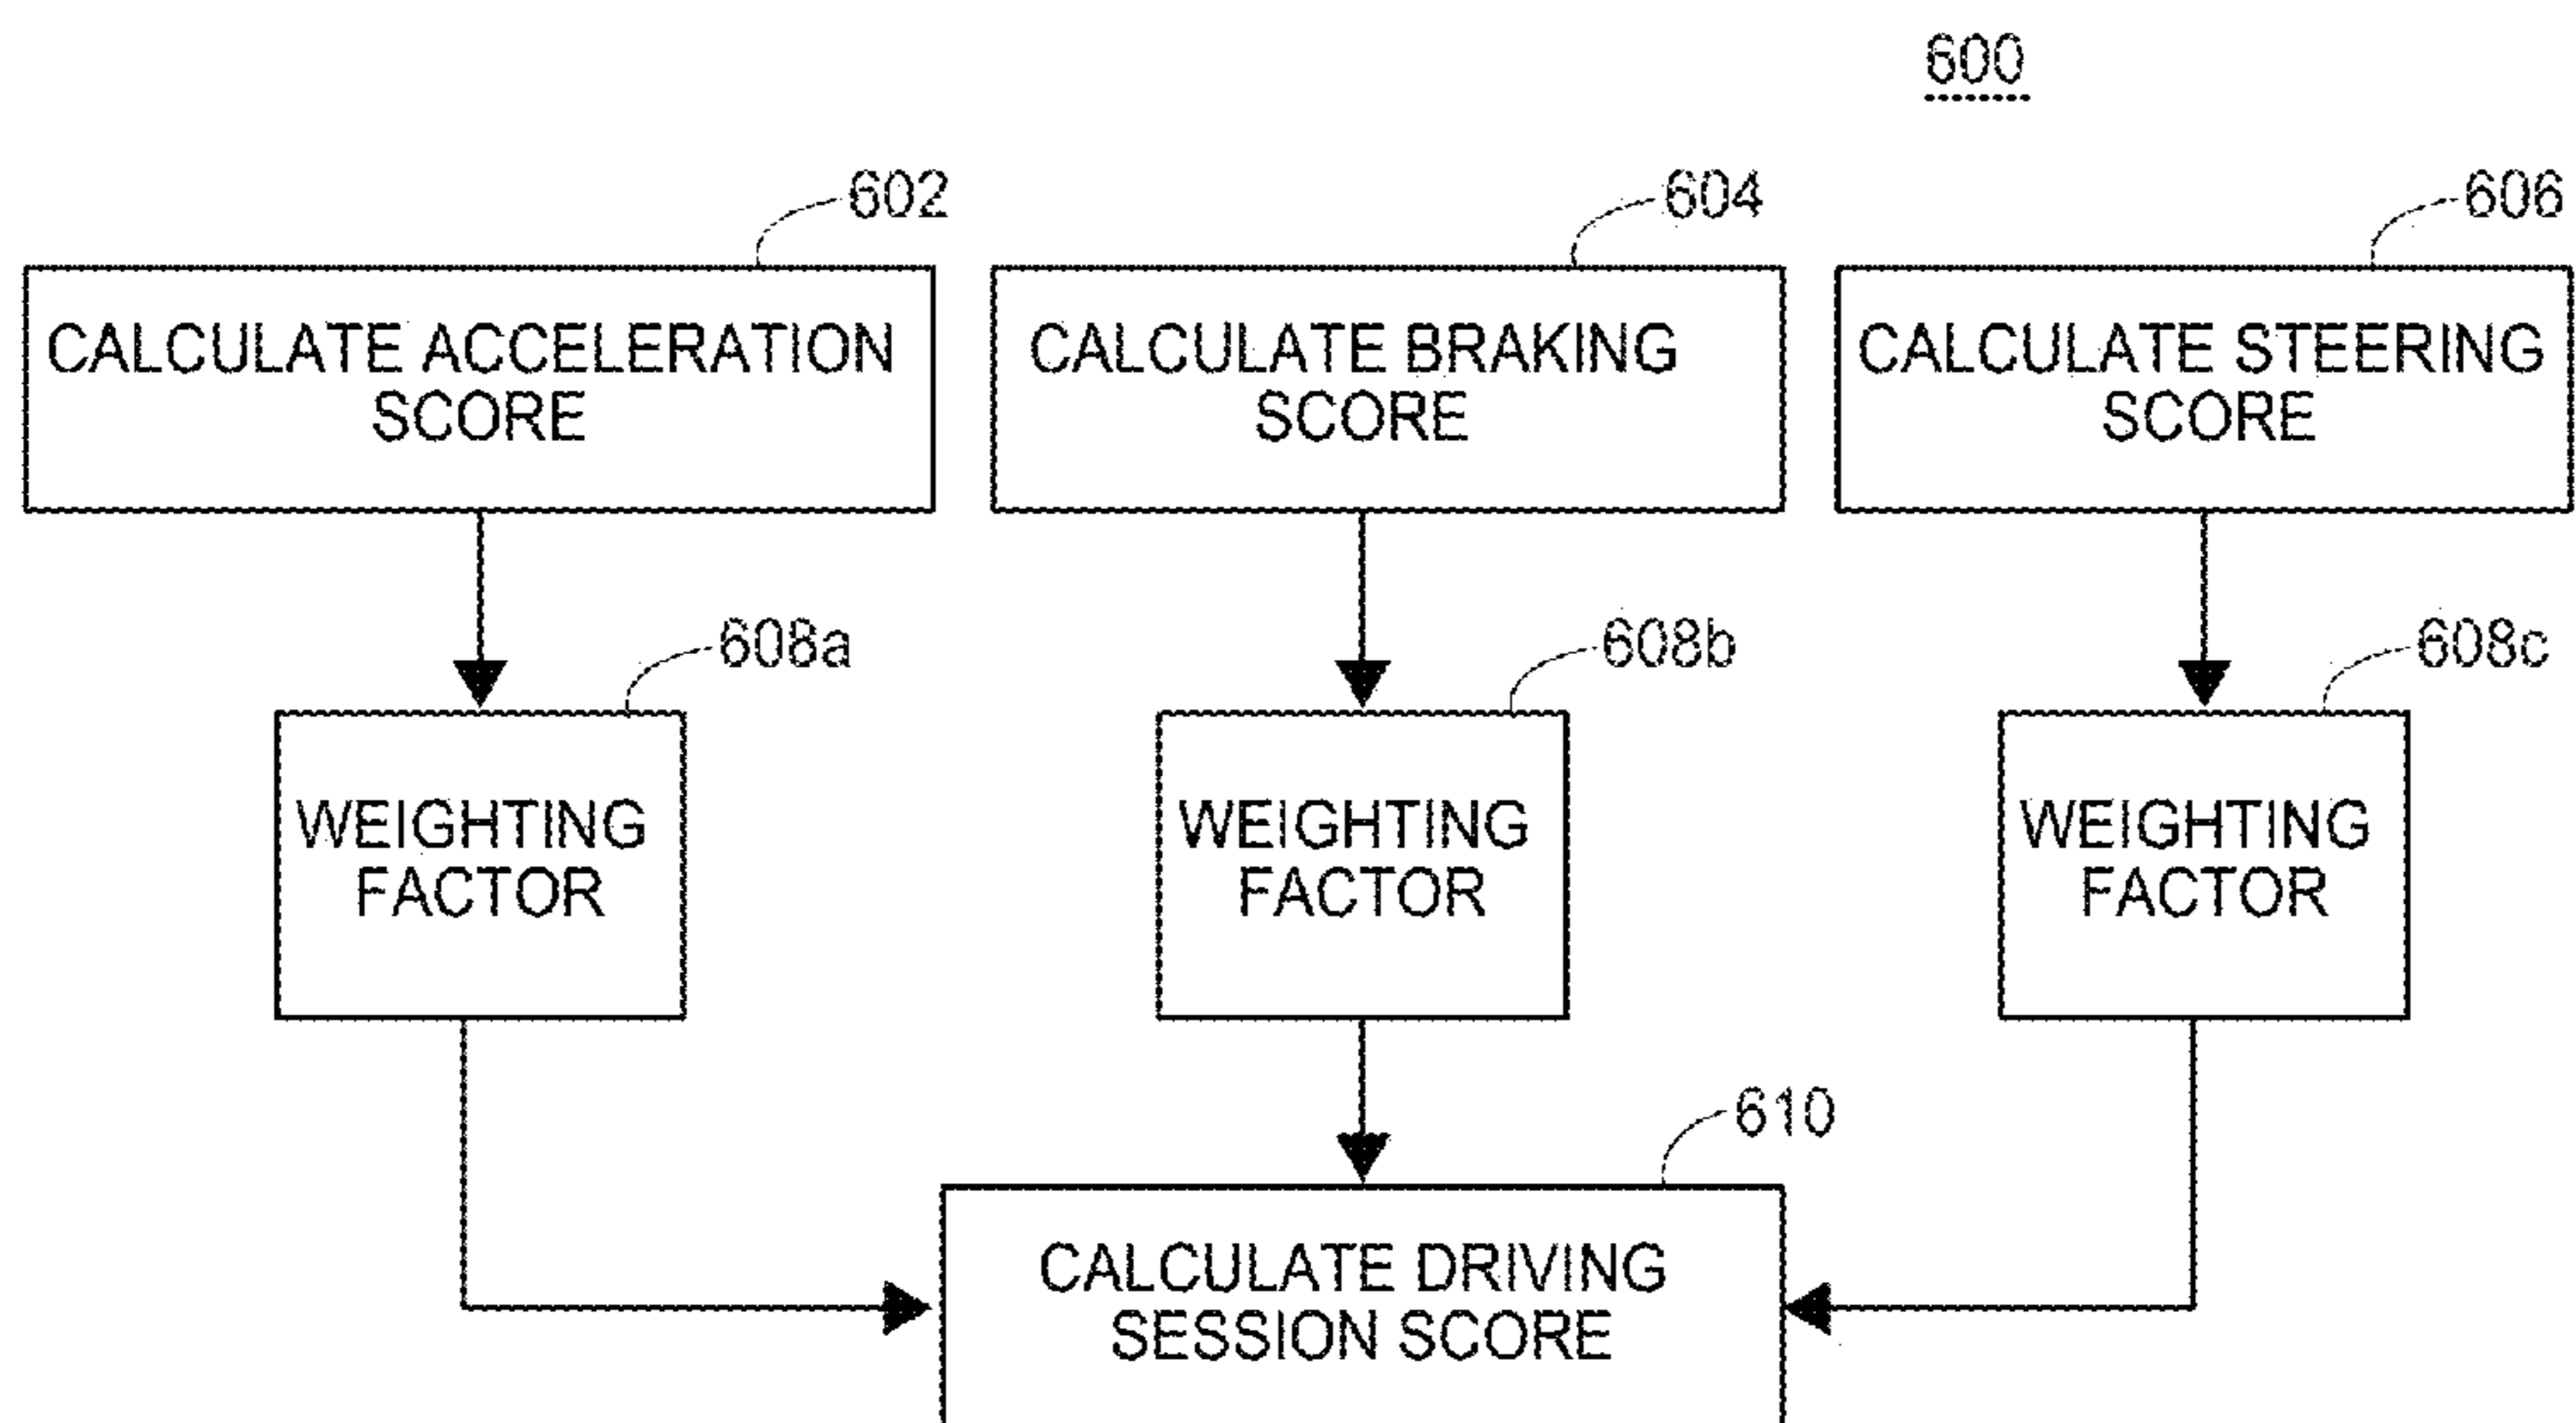 600
602
604
606
CALCULATE ACCELERATION
SCORE
CALCULATE BRAKING
SCORE
CALCULATE STEERING
SCORE
608a
608b
608c
WEIGHTING
FACTOR
WEIGHTING
FACTOR
WEIGHTING
FACTOR
610
CALCULATE DRIVING
SESSION SCORE